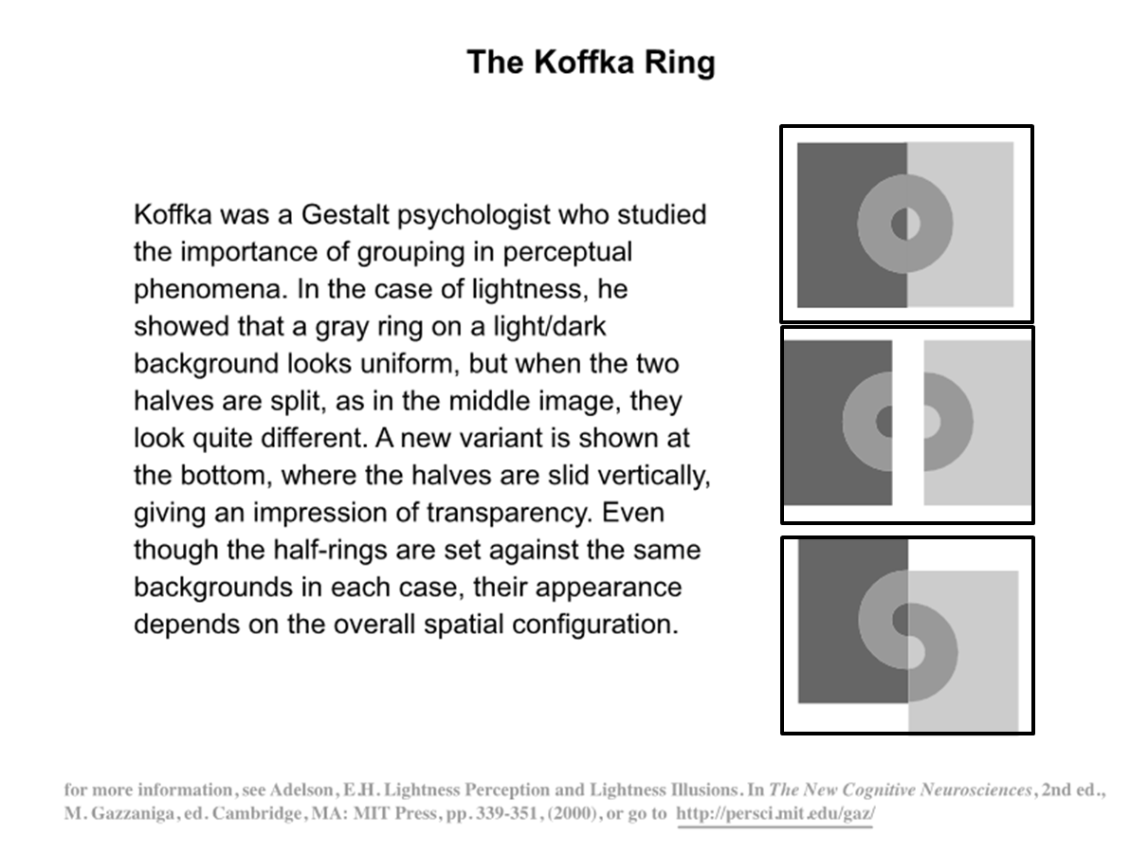 The Koffka Ring
Koffka was a Gestalt psychologist who studied
the importance of grouping in perceptual
phenomena. In the case of lightness, he
showed that a gray ring on a light/dark
background looks uniform, but when the two
halves are split, as in the middle image, they
look quite different. A new variant is shown at
the bottom, where the halves are slid vertically,
giving an impression of transparency. Even
though the half-rings are set against the same
backgrounds in each case, their appearance
depends on the overall spatial configuration.
for more information, see Adelson, E.H. Lightness Perception and Lightness Illusions. In The New Cognitive Neurosciences, 2nd ed.,
M. Gazzaniga, ed. Cambridge, MA: MIT Press, pp. 339-351, (2000), or go to http://persci.mit.edu/gaz/